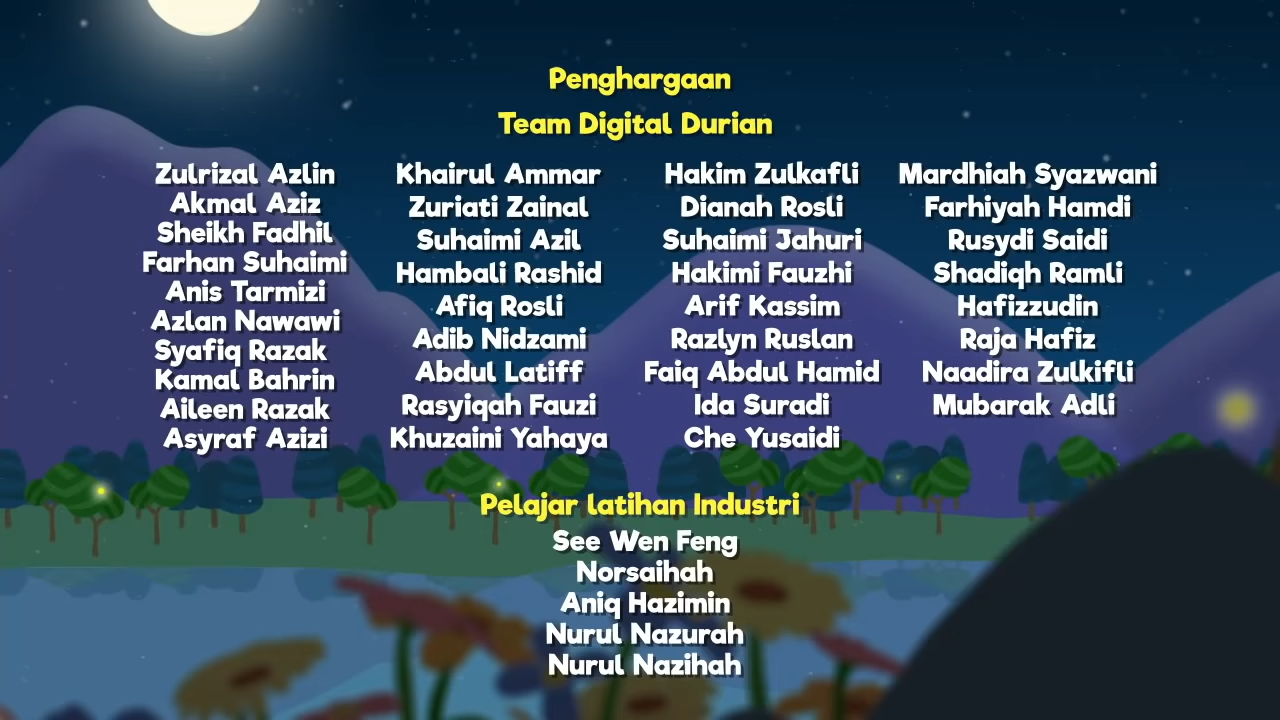 Penghargaan
Team Digital Durian
Zulrizal Azlin
Akmal Aziz
Sheikh Fadhil
Farhan Suhaimi
Anis Tarmizi
Azlan Nawawi
Syafiq Razak
Kamal Bahrin
Aileen Razak
Asyraf Azizi
Khairul Ammar
Zuriati Zainal
Suhaimi Azil
Hambali Rashid
Afiq Rosli
Adib Nidzami
Abdul Latiff
Rasyiqah Fauzi
Khuzaini Yahaya
Hakim Zulkafli
Dianah Rosli
Suhaimi Jahuri
Hakimi Fauzhi
Arif Kassim
Razlyn Ruslan
Faiq Abdul Hamid
Ida Suradi
Che Yusaidi
Mardhiah Syazwani
Farhiyah Hamdi
Rusydi Saidi
Shadiqh Ramli
Hafizzudin
Raja Hafiz
Naadira Zulkifli
Mubarak Adli
Pelajar latihan Industri
See Wen Feng
Norsaihah
Aniq Hazimin
Nurul Nazurah
Nurul Nazihah